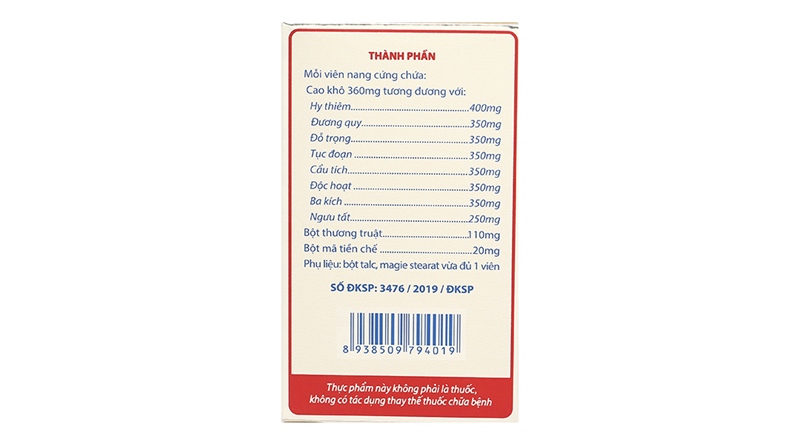 THÀNH PHẦN
Mỗi viên nang cứng chứa:
Cao khô 360mg tương đương với:
Hy thiêm.................................400mg
Đương quy.................................350mg
Đỗ trọng.................................350mg
Tục đoạn.................................350mg
Cẩu tích.................................350mg
Độc hoạt.................................350mg
Ba kích.................................350mg
Ngưu tất.................................250mg
Bột thương truật.........................110mg
Bột mã tiền chế.........................20mg
Phụ liệu: bột talc, magie stearat vừa đủ 1 viên
SỐ ĐKSP: 3476 / 2019 / ĐKSP
8 938509 794019
Thực phẩm này không phải là thuốc,
không có tác dụng thay thế thuốc chữa bệnh